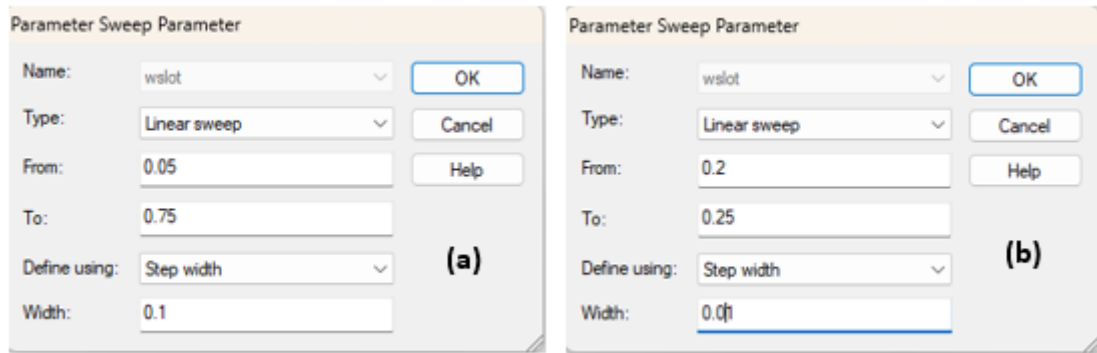 Parameter Sweep Parameter
Name: wslot OK
Type: Linear sweep Cancel
From: 0.05 Help
To: 0.75
Define using: Step width
Width: 0.1
(a)
Parameter Sweep Parameter
Name: wslot OK
Type: Linear sweep Cancel
From: 0.2 Help
To: 0.25
Define using: Step width
Width: 0.01
(b)